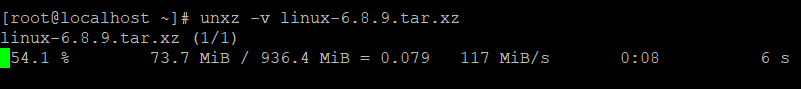 [root@localhost ~]# unxz -v linux-6.8.9.tar.xz
linux-6.8.9.tar.xz (1/1)
54.1 % 73.7 MiB / 936.4 MiB = 0.079 117 MiB/s 0:08 6 s